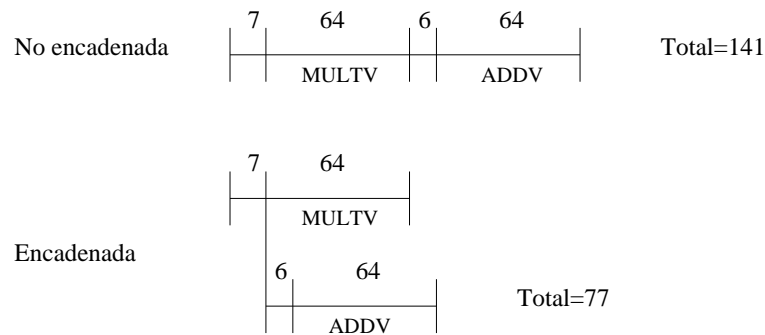 7 64 6 64
No encadenada Total=141
MULTV ADDV
7 64
MULTV
Encadenada
6 64
Total=77
ADDV